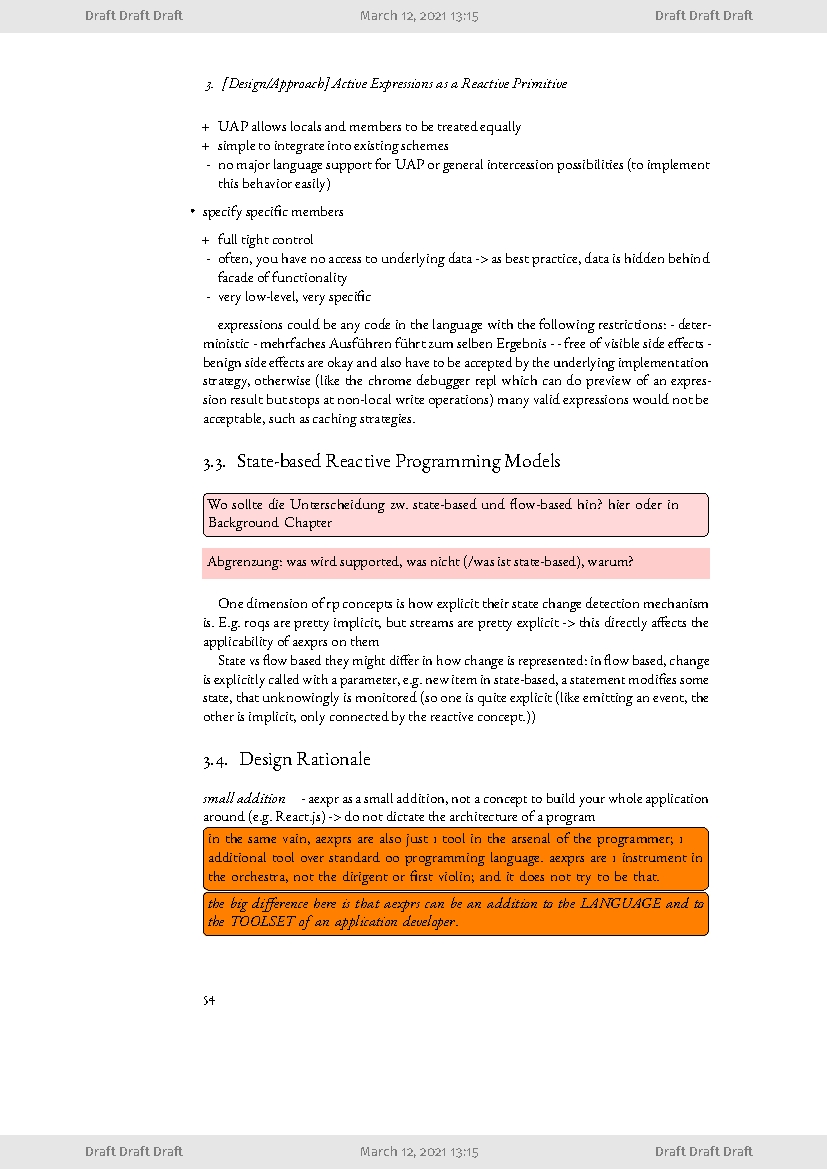 Draft Draft Draft March 12, 2021 13:15 Draft Draft Draft
3. [Design/Approach] Active Expressions as a Reactive Primitive
+ UAP allows locals and members to be treated equally
+ simple to integrate into existing schemes
- no major language support for UAP or general intercession possibilities (to implement
this behavior easily)
• specify specific members
+ full tight control
- often, you have no access to underlying data -> as best practice, data is hidden behind
facade of functionality
- very low-level, very specific
expressions could be any code in the language with the following restrictions: - deter-
ministic - mehrfaches Ausführen führt zum selben Ergebnis - - free of visible side effects -
benign side effects are okay and also have to be accepted by the underlying implementation
strategy, otherwise (like the chrome debugger repl which can do preview of an expres-
sion result but stops at non-local write operations) many valid expressions would not be
acceptable, such as caching strategies.
3.3. State-based Reactive Programming Models
Wo sollte die Unterscheidung zw. state-based und flow-based hin? hier oder in
Background Chapter
Abgrenzung: was wird supported, was nicht (/was ist state-based), warum?
One dimension of rp concepts is how explicit their state change detection mechanism
is. E.g. roqs are pretty implicit, but streams are pretty explicit -> this directly affects the
applicability of aexprs on them
State vs flow based they might differ in how change is represented: in flow based, change
is explicitly called with a parameter, e.g. new item in state-based, a statement modifies some
state, that unknowingly is monitored (so one is quite explicit (like emitting an event, the
other is implicit, only connected by the reactive concept.))
3.4. Design Rationale
small addition - aexpr as a small addition, not a concept to build your whole application
around (e.g. React.js) -> do not dictate the architecture of a program
in the same vain, aexprs are also just 1 tool in the arsenal of the programmer; 1
additional tool over standard oo programming language. aexprs are 1 instrument in
the orchestra, not the dirigent or first violin; and it does not try to be that.
the big difference here is that aexprs can be an addition to the LANGUAGE and to
the TOOLSET of an application developer.
54
Draft Draft Draft March 12, 2021 13:15 Draft Draft Draft